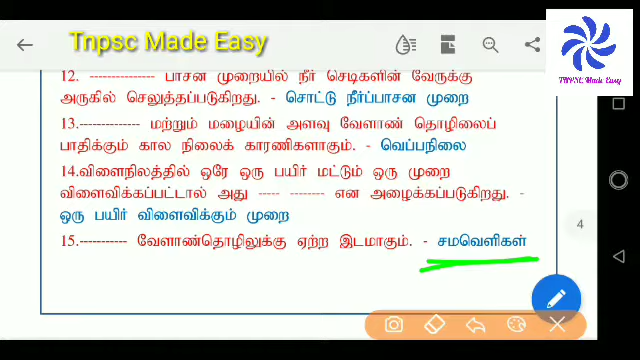 Tnpsc Made Easy
TNPSC Made Easy
12. --------------- பாசன முறையில் நீர் செடிகளின் வேருக்கு
அருகில் செலுத்தப்படுகிறது. - சொட்டு நீர்ப்பாசன முறை
13.------------- மற்றும் மழையின் அளவு வேளாண் தொழிலைப்
பாதிக்கும் கால நிலைக் காரணிகளாகும். - வெப்பநிலை
14.விளைநிலத்தில் ஒரே ஒரு பயிர் மட்டும் ஒரு முறை
விளைவிக்கப்பட்டால் அது ----- -------- என அழைக்கப்படுகிறது. -
ஒரு பயிர் விளைவிக்கும் முறை
4
15.----------- வேளாண்தொழிலுக்கு ஏற்ற இடமாகும். - சமவெளிகள்